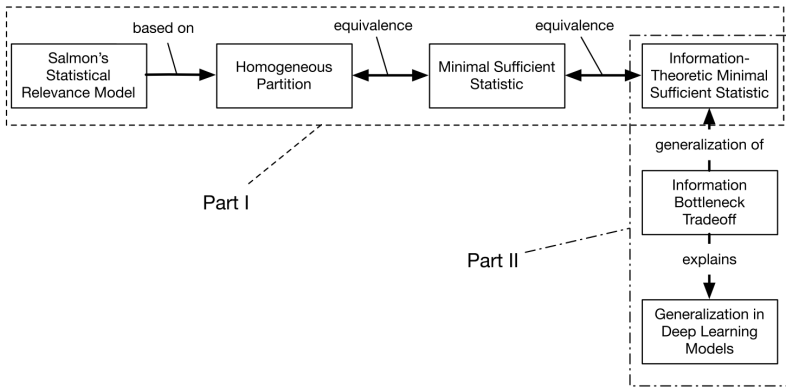 based on
equivalence
equivalence
Salmon's
Statistical
Relevance Model
Homogeneous
Partition
Minimal Sufficient
Statistic
Information-
Theoretic Minimal
Sufficient Statistic
generalization of
Part I
Information
Bottleneck
Tradeoff
Part II
explains
Generalization in
Deep Learning
Models